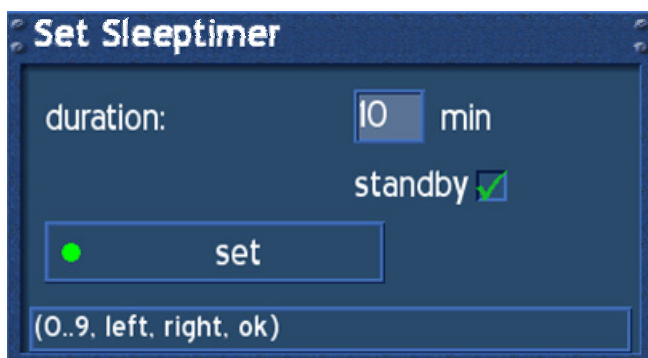 Set Sleeptimer
duration: 10 min
standby
set
(0..9, left, right, ok)